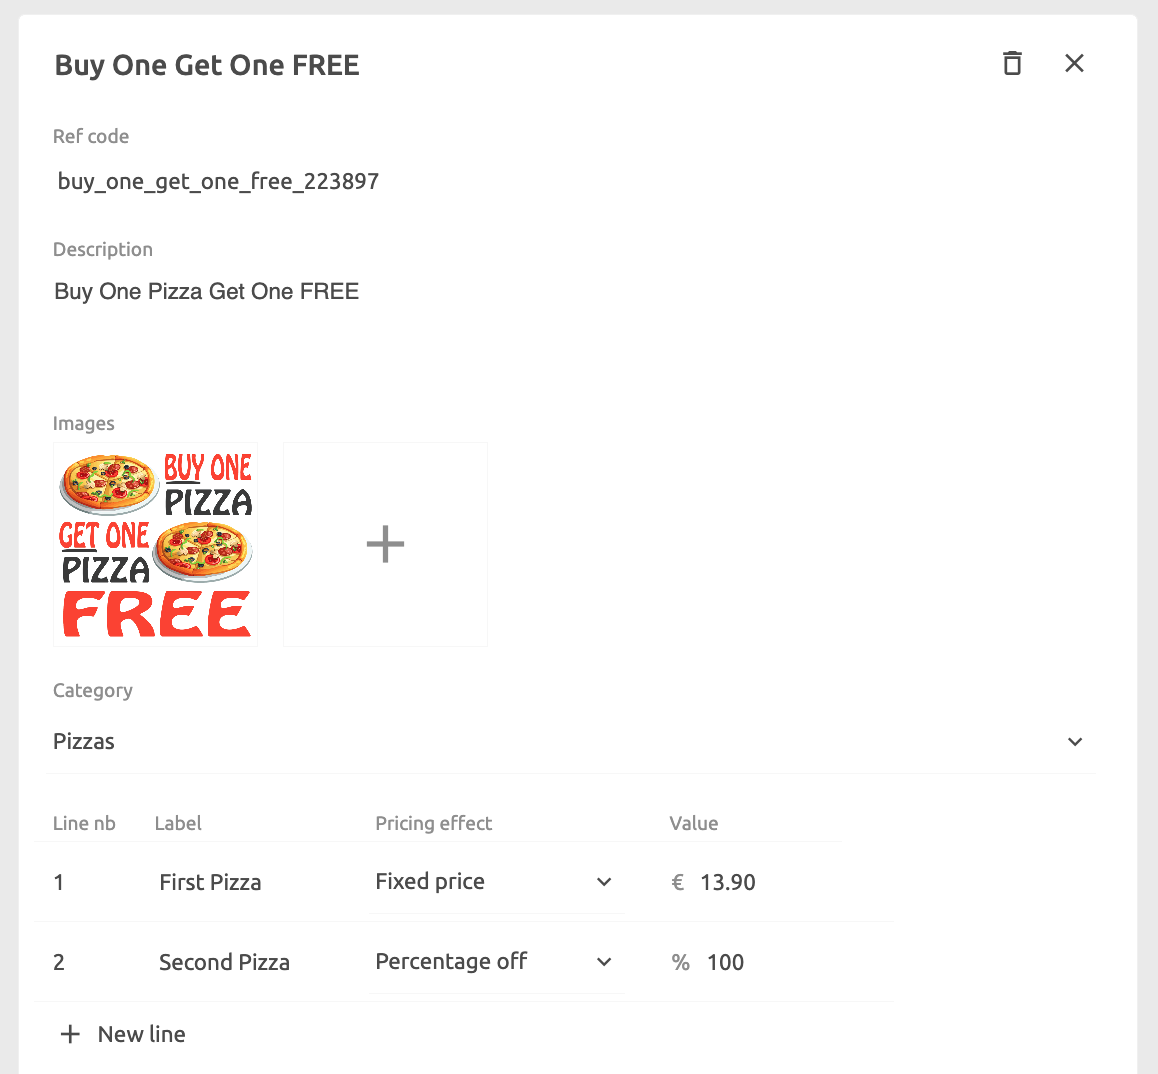 Buy One Get One FREE
Ref code
buy_one_get_one_free_223897
Description
Buy One Pizza Get One FREE
Images
BUY ONE
PIZZA
GET ONE
PIZZA
FREE
Category
Pizzas
Line nb Label Pricing effect Value
1 First Pizza Fixed price € 13.90
2 Second Pizza Percentage off % 100
New line